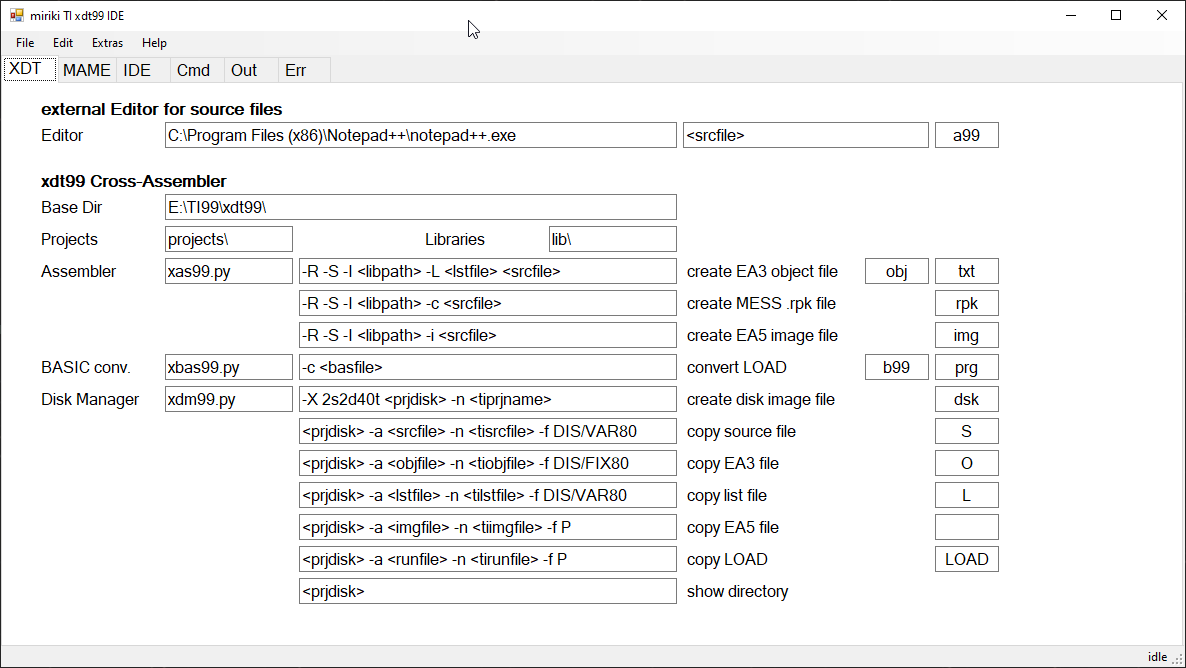 miriki TI xdt99 IDE
File Edit Extras Help
XDT MAME IDE Cmd Out Err
external Editor for source files
Editor C:\Program Files (x86)\Notepad++\notepad++.exe <srcfile> a99
xdt99 Cross-Assembler
Base Dir E:\TI99\xdt99\
Projects projects\ Libraries lib\
Assembler xas99.py -R -S -I <libpath> -L <lstfile> <srcfile> create EA3 object file obj txt
-R -S -I <libpath> -c <srcfile> create MESS .rpk file rpk
-R -S -I <libpath> -i <srcfile> create EA5 image file img
BASIC conv. xbas99.py -c <basfile> convert LOAD b99 prg
Disk Manager xdm99.py -X 2s2d40t <prjdisk> -n <tiprjname> create disk image file dsk
<prjdisk> -a <srcfile> -n <tisrcfile> -f DIS/VAR80 copy source file S
<prjdisk> -a <objfile> -n <tiobjfile> -f DIS/FIX80 copy EA3 file O
<prjdisk> -a <lstfile> -n <tilstfile> -f DIS/VAR80 copy list file L
<prjdisk> -a <imgfile> -n <tiimgfile> -f P copy EA5 file
<prjdisk> -a <runfile> -n <tirunfile> -f P copy LOAD LOAD
<prjdisk> show directory
idle